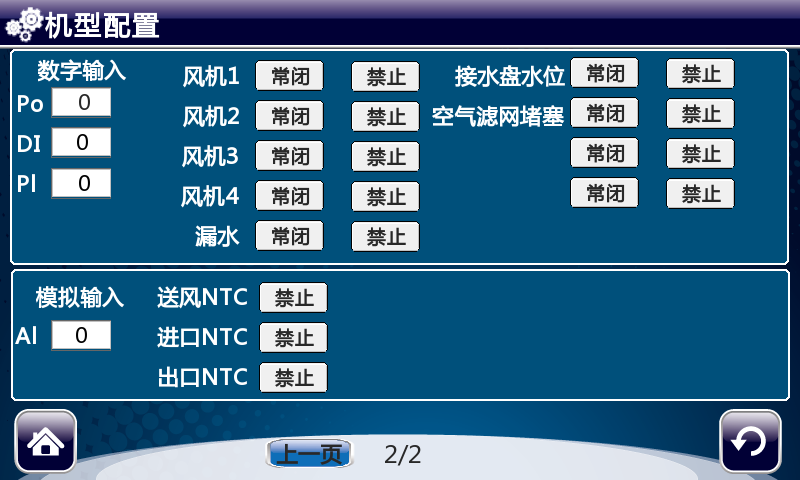 机型配置
数字输入
Po 0
DI 0
Pl 0
风机1 常闭 禁止 接水盘水位 常闭 禁止
风机2 常闭 禁止 空气滤网堵塞 常闭 禁止
风机3 常闭 禁止 常闭 禁止
风机4 常闭 禁止 常闭 禁止
漏水 常闭 禁止
模拟输入
Al 0
送风NTC 禁止
进口NTC 禁止
出口NTC 禁止
上一页 2/2